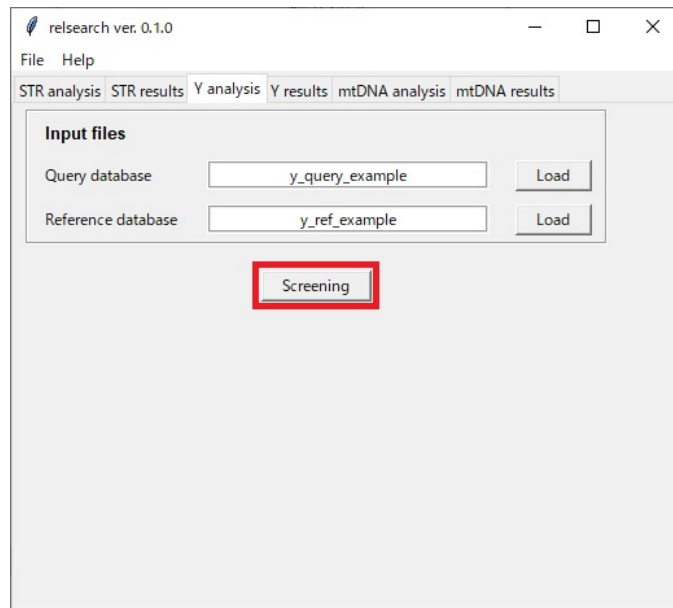 relsearch ver. 0.1.0
File Help
STR analysis STR results Y analysis Y results mtDNA analysis mtDNA results
Input files
Query database y_query_example Load
Reference database y_ref_example Load
Screening